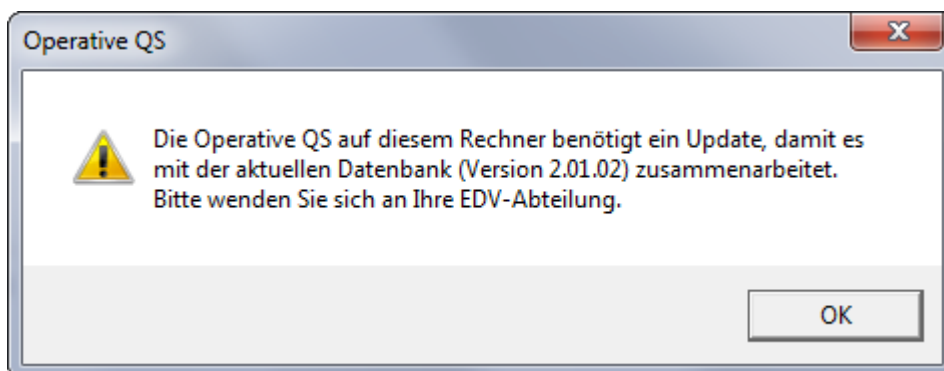 Operative QS
Die Operative QS auf diesem Rechner benötigt ein Update, damit es
mit der aktuellen Datenbank (Version 2.01.02) zusammenarbeitet.
Bitte wenden Sie sich an Ihre EDV-Abteilung.
OK